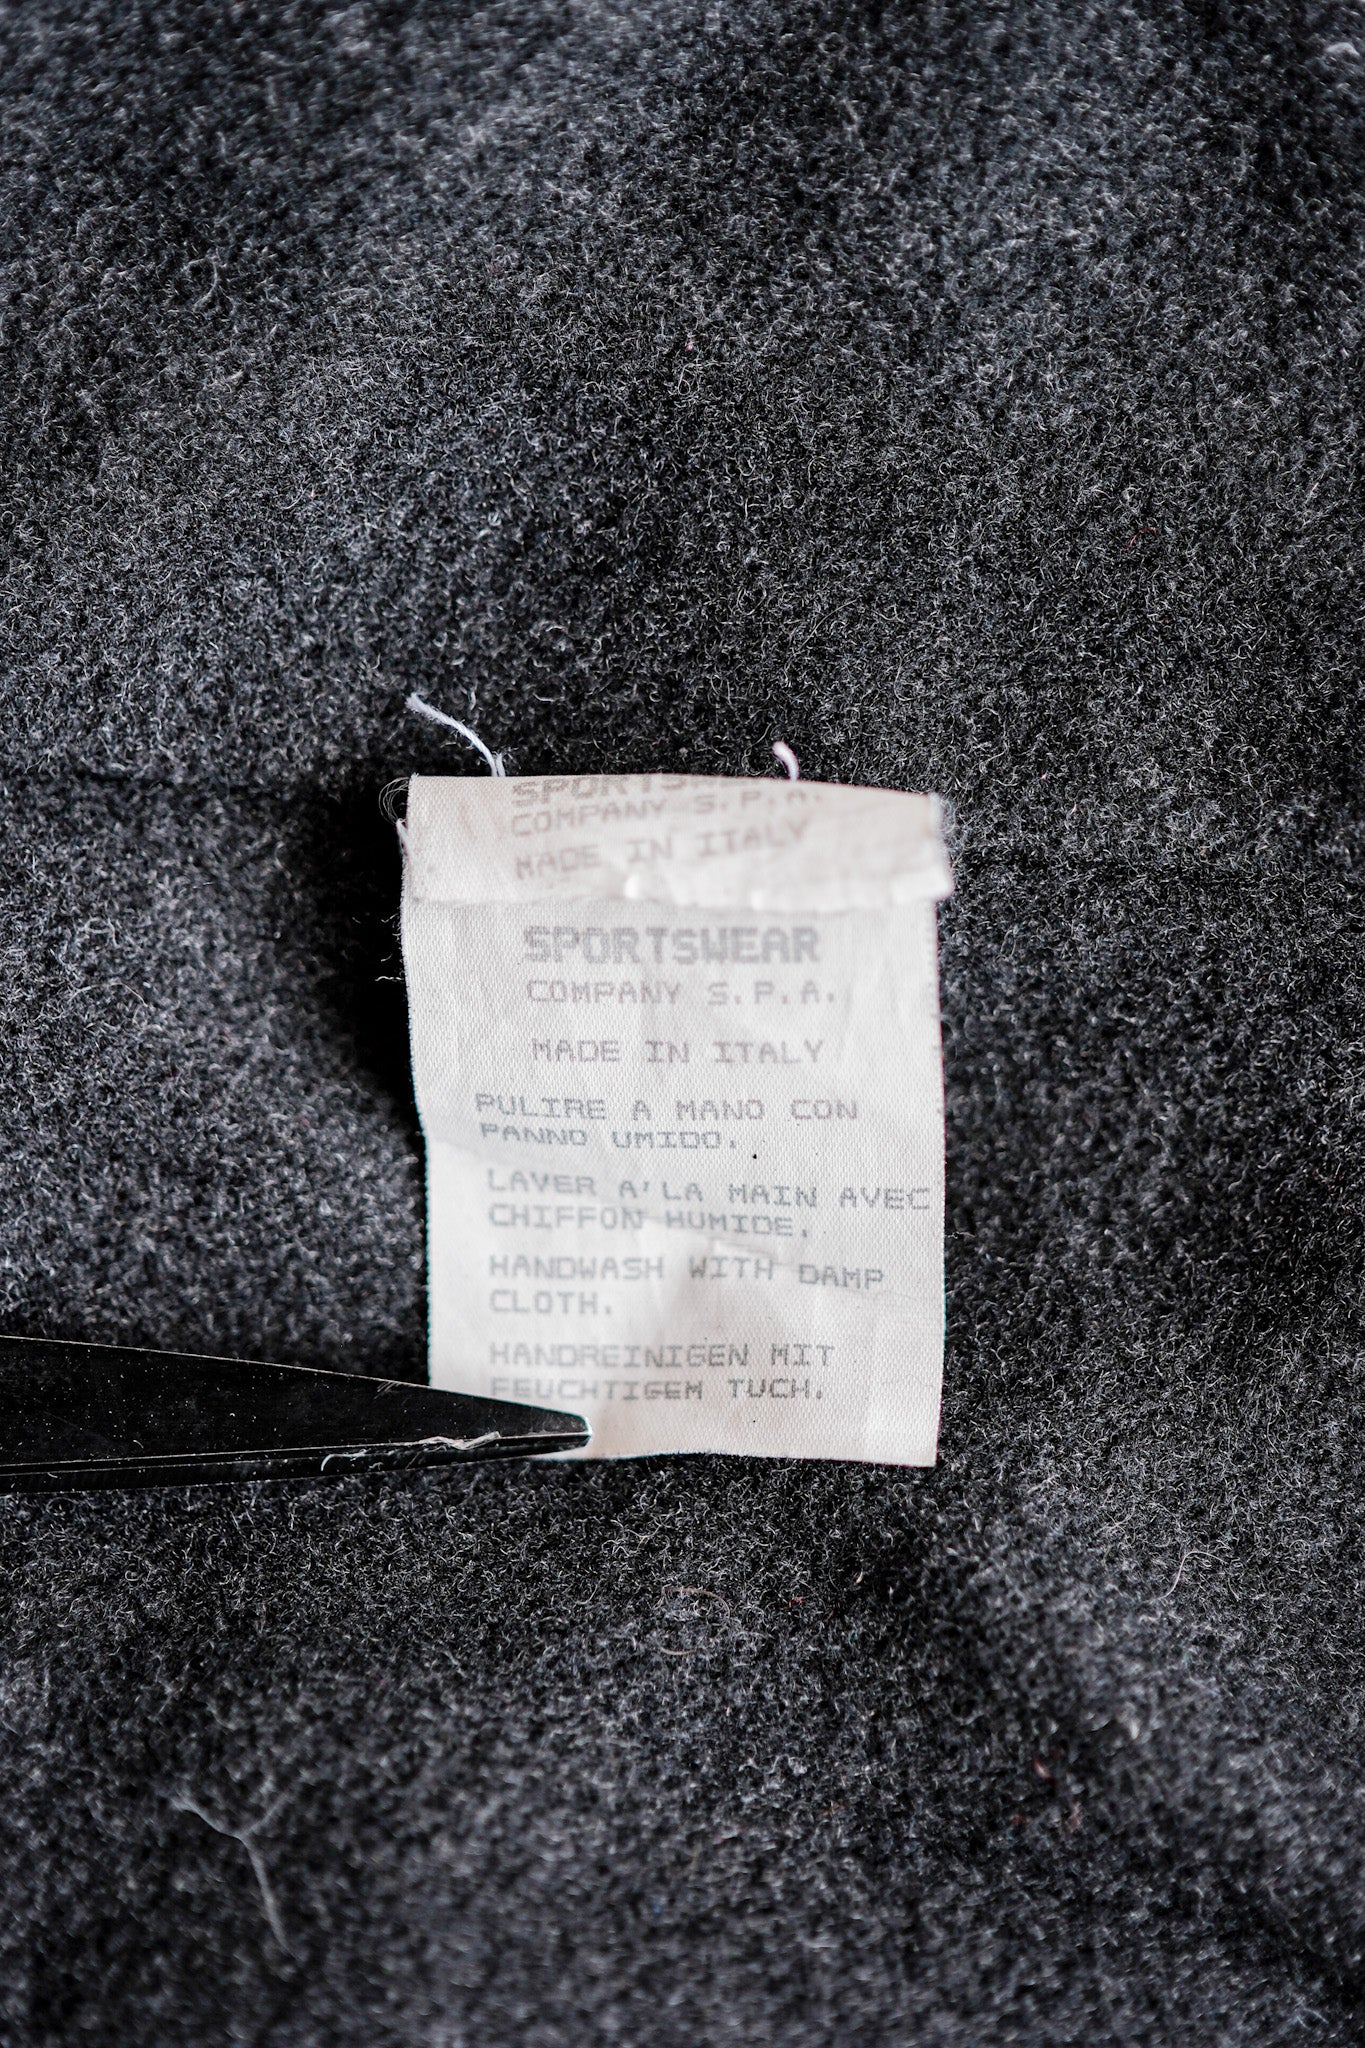 SPORTSWEAR
COMPANY S.P.A.
MADE IN ITALY
SPORTSWEAR
COMPANY S.P.A.
MADE IN ITALY
PULIRE A MANO CON
PANNO UMIDO.
LAVER A'LA MAIN AVEC
CHIFFON HUMIDE.
HANDWASH WITH DAMP
CLOTH.
HANDREINIGEN MIT
FEUCHTIGEM TUCH.